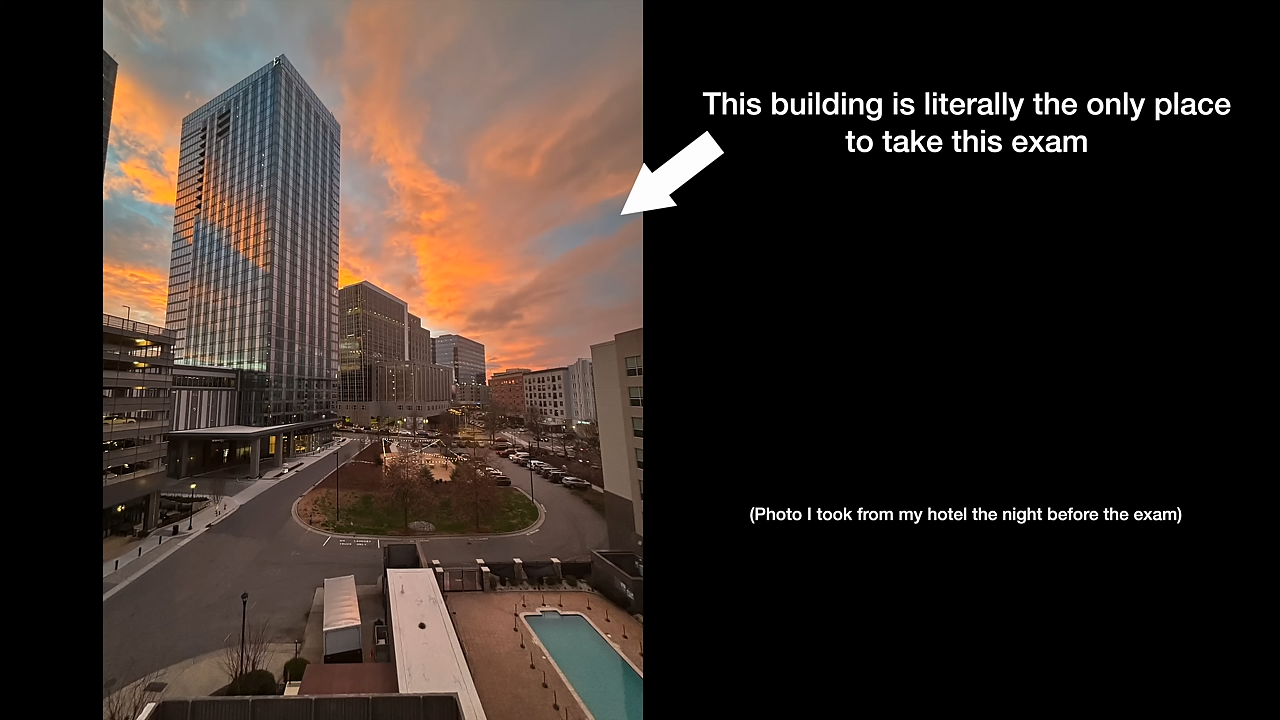 This building is literally the only place
to take this exam
(Photo I took from my hotel the night before the exam)